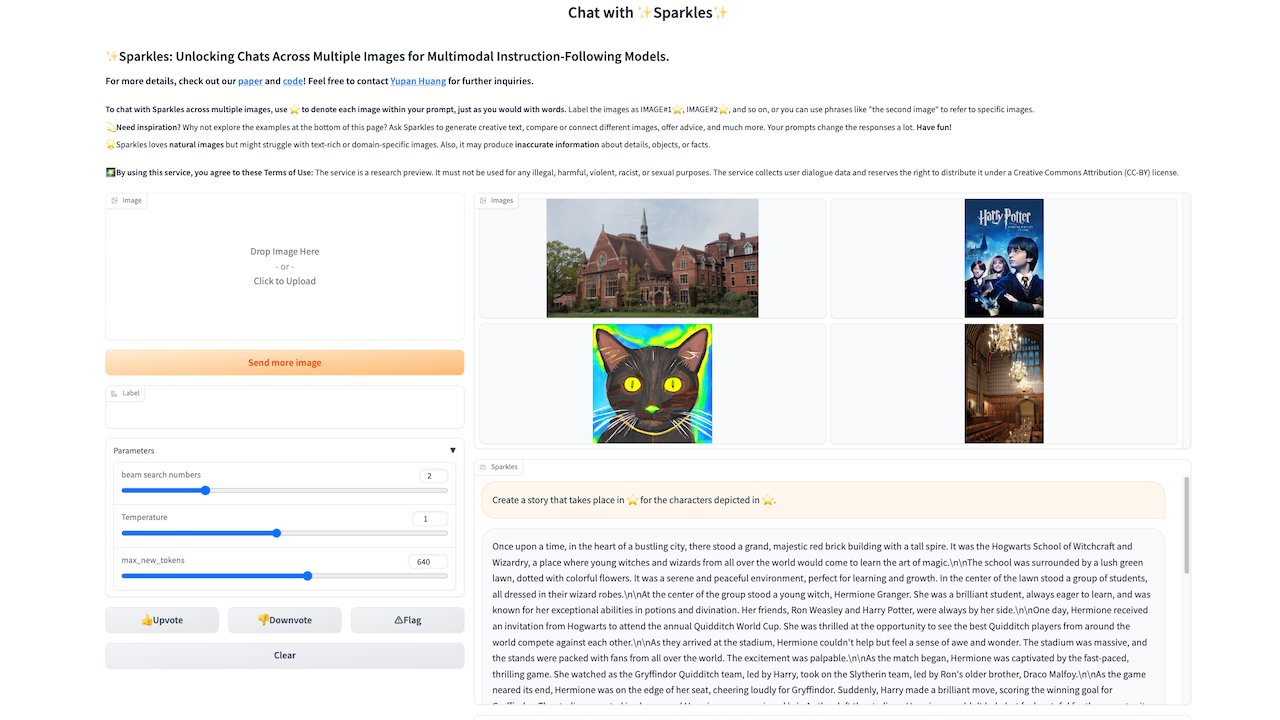 Chat with ✨Sparkles✨
✨Sparkles: Unlocking Chats Across Multiple Images for Multimodal Instruction-Following Models.
For more details, check out our paper and code! Feel free to contact Yupan Huang for further inquiries.
To chat with Sparkles across multiple images, use ⭐ to denote each image within your prompt, just as you would with words. Label the images as IMAGE#1⭐, IMAGE#2⭐, and so on, or you can use phrases like "the second image" to refer to specific images.
💫Need inspiration? Why not explore the examples at the bottom of this page? Ask Sparkles to generate creative text, compare or connect different images, offer advice, and much more. Your prompts change the responses a lot. Have fun!
🌟Sparkles loves natural images but might struggle with text-rich or domain-specific images. Also, it may produce inaccurate information about details, objects, or facts.
🌠By using this service, you agree to these Terms of Use: The service is a research preview. It must not be used for any illegal, harmful, violent, racist, or sexual purposes. The service collects user dialogue data and reserves the right to distribute it under a Creative Commons Attribution (CC-BY) license.
Image
Drop Image Here
- or -
Click to Upload
Send more image
Label
Parameters ▼
beam search numbers 2
Temperature 1
max_new_tokens 640
👍Upvote 👎Downvote ⚠Flag
Clear
Images
Harry Potter
Sparkles
Create a story that takes place in ⭐ for the characters depicted in ⭐.
Once upon a time, in the heart of a bustling city, there stood a grand, majestic red brick building with a tall spire. It was the Hogwarts School of Witchcraft and
Wizardry, a place where young witches and wizards from all over the world would come to learn the art of magic.\n\nThe school was surrounded by a lush green
lawn, dotted with colorful flowers. It was a serene and peaceful environment, perfect for learning and growth. In the center of the lawn stood a group of students,
all dressed in their wizard robes.\n\nAt the center of the group stood a young witch, Hermione Granger. She was a brilliant student, always eager to learn, and was
known for her exceptional abilities in potions and divination. Her friends, Ron Weasley and Harry Potter, were always by her side.\n\nOne day, Hermione received
an invitation from Hogwarts to attend the annual Quidditch World Cup. She was thrilled at the opportunity to see the best Quidditch players from around the
world compete against each other.\n\nAs they arrived at the stadium, Hermione couldn't help but feel a sense of awe and wonder. The stadium was massive, and
the stands were packed with fans from all over the world. The excitement was palpable.\n\nAs the match began, Hermione was captivated by the fast-paced,
thrilling game. She watched as the Gryffindor Quidditch team, led by Harry, took on the Slytherin team, led by Ron's older brother, Draco Malfoy.\n\nAs the game
neared its end, Hermione was on the edge of her seat, cheering loudly for Gryffindor. Suddenly, Harry made a brilliant move, scoring the winning goal for